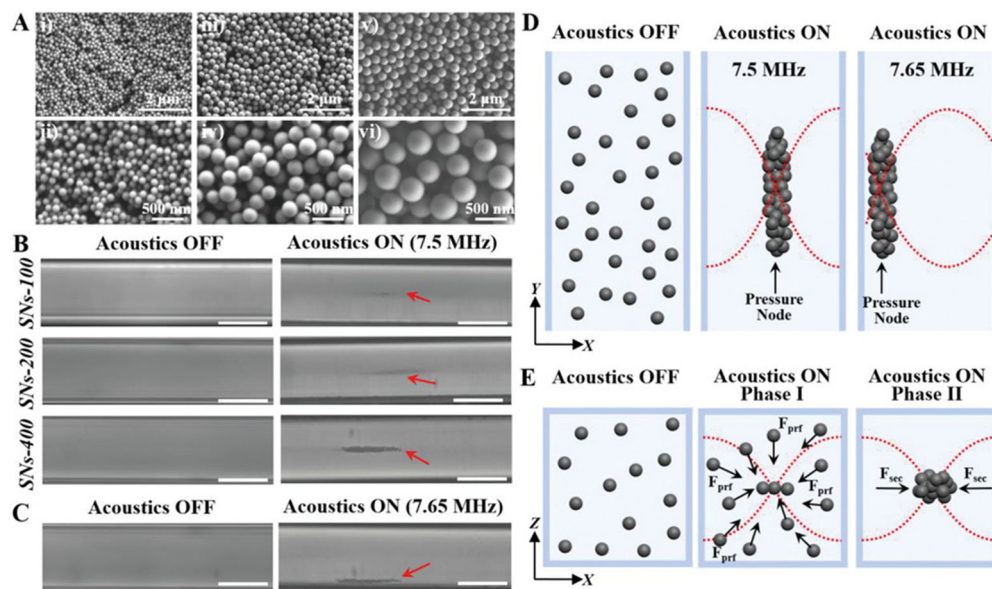 A
i)
iii)
v)
2 µm
2 µm
2 µm
ii)
iv)
vi)
500 nm
500 nm
500 nm
B
Acoustics OFF
Acoustics ON (7.5 MHz)
SNs-100
SNs-200
SNs-400
C
Acoustics OFF
Acoustics ON (7.65 MHz)
D
Acoustics OFF
Acoustics ON
Acoustics ON
7.5 MHz
7.65 MHz
Pressure
Node
Pressure
Node
Y
X
E
Acoustics OFF
Acoustics ON
Phase I
Acoustics ON
Phase II
Fprf
Fprf
Fprf
Fprf
Fsec
Fsec
Z
X